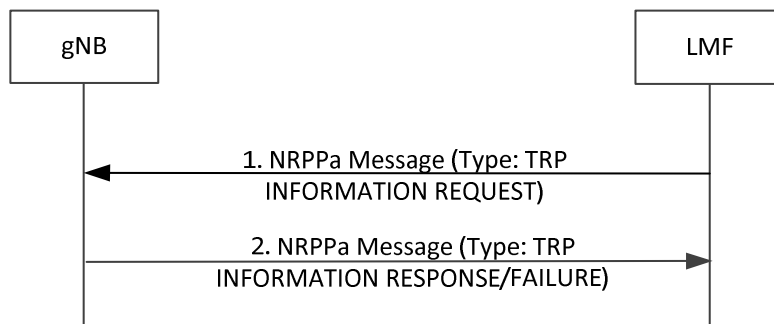 gNB
LMF
1. NRPPa Message (Type: TRP
INFORMATION REQUEST)
2. NRPPa Message (Type: TRP
INFORMATION RESPONSE/FAILURE)